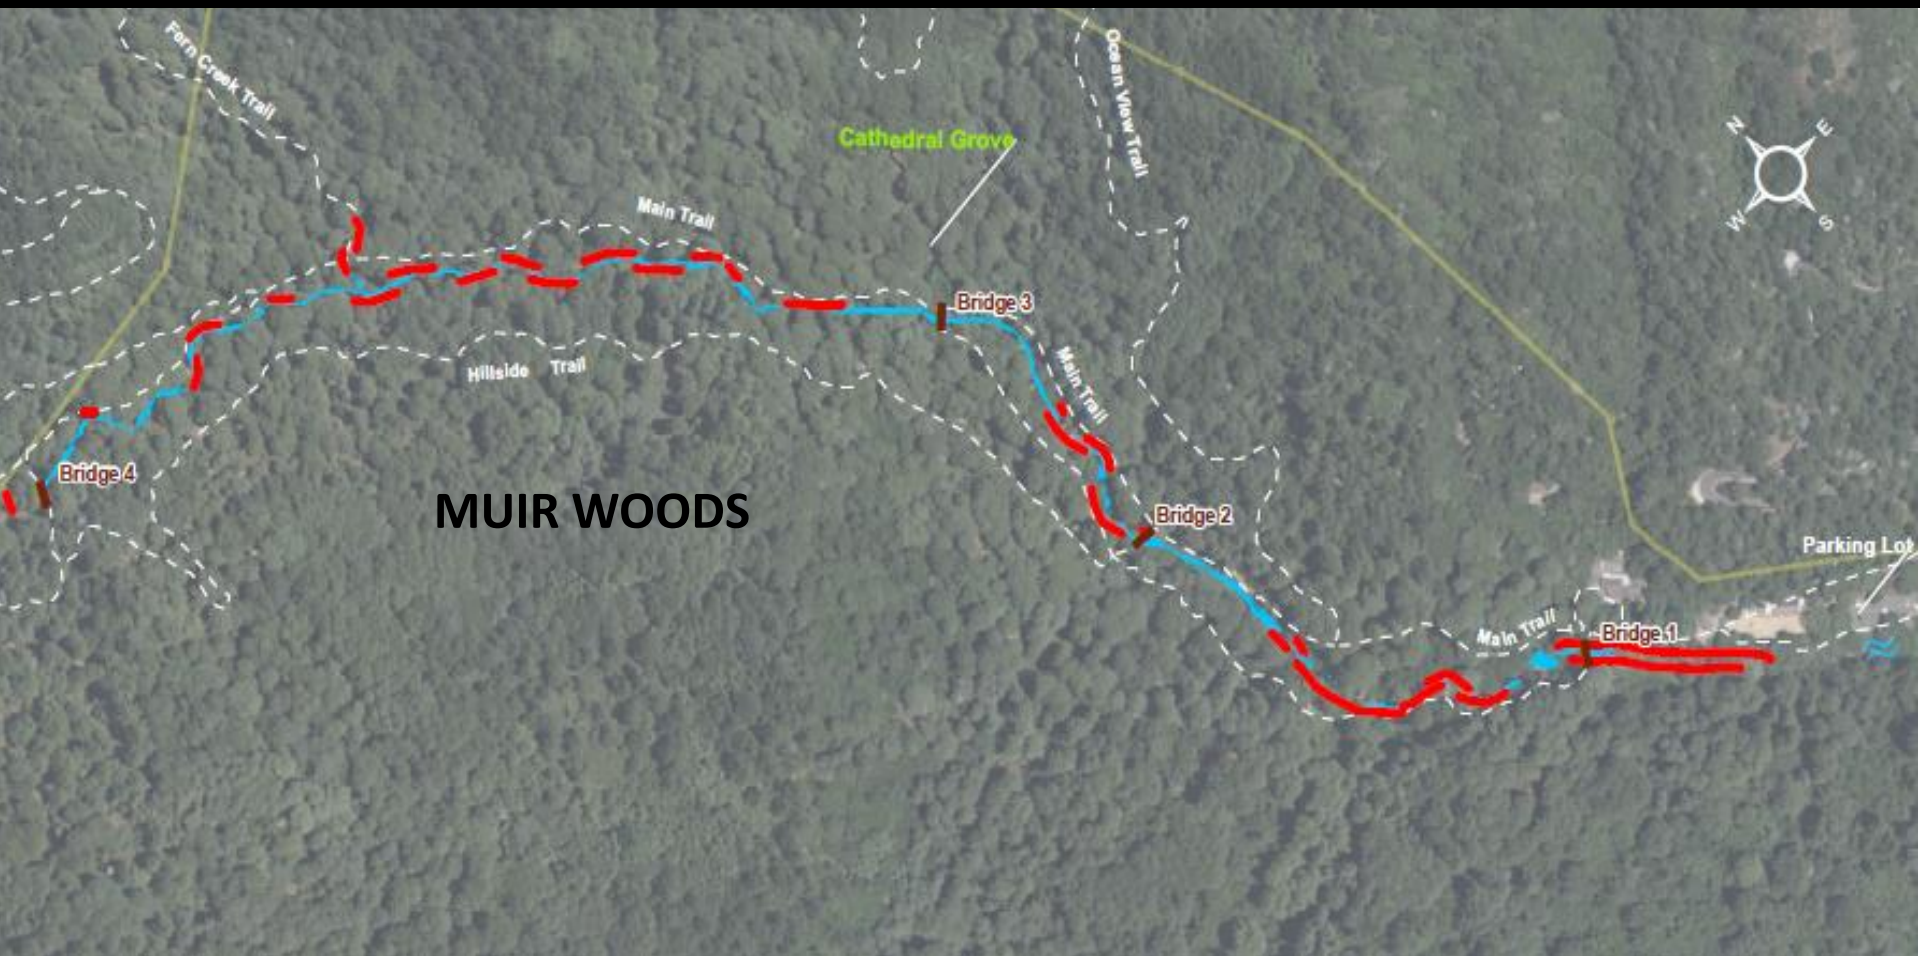 Fern Creek Trail
Ocean View Trail
Cathedral Grove
N
E
W
S
Main Trail
Bridge 3
Main Trail
Hillside Trail
Bridge 4
MUIR WOODS
Bridge 2
Parking Lot
Main Trail
Bridge 1